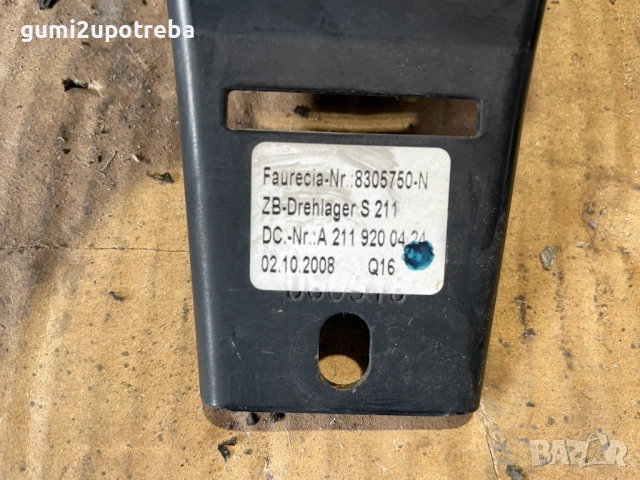 gumi2upotreba
Faurecia-Nr.:8305750-N
ZB-Drehlager S 211
DC.-Nr.:A 211 920 04 24
02.10.2008 Q16
BAZAR